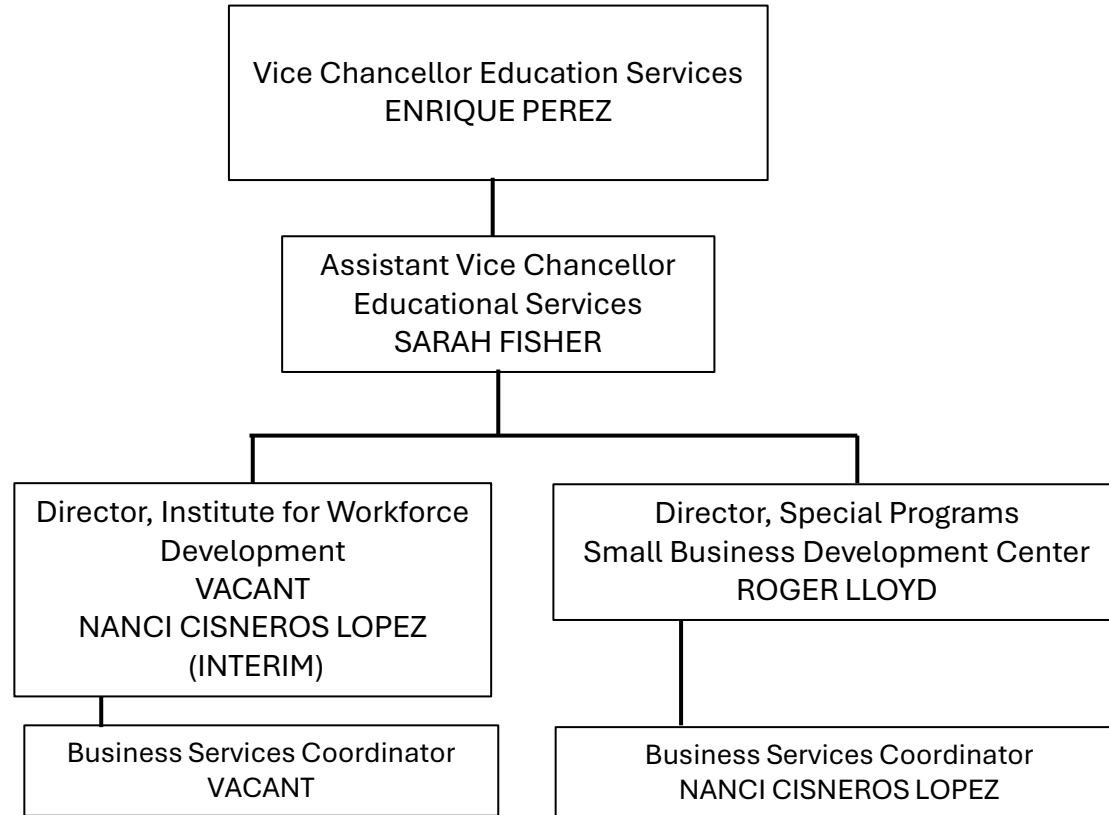 Vice Chancellor Education Services
ENRIQUE PEREZ
Assistant Vice Chancellor
Educational Services
SARAH FISHER
Director, Institute for Workforce
Development
VACANT
NANCI CISNEROS LOPEZ
(INTERIM)
Director, Special Programs
Small Business Development Center
ROGER LLOYD
Business Services Coordinator
VACANT
Business Services Coordinator
NANCI CISNEROS LOPEZ